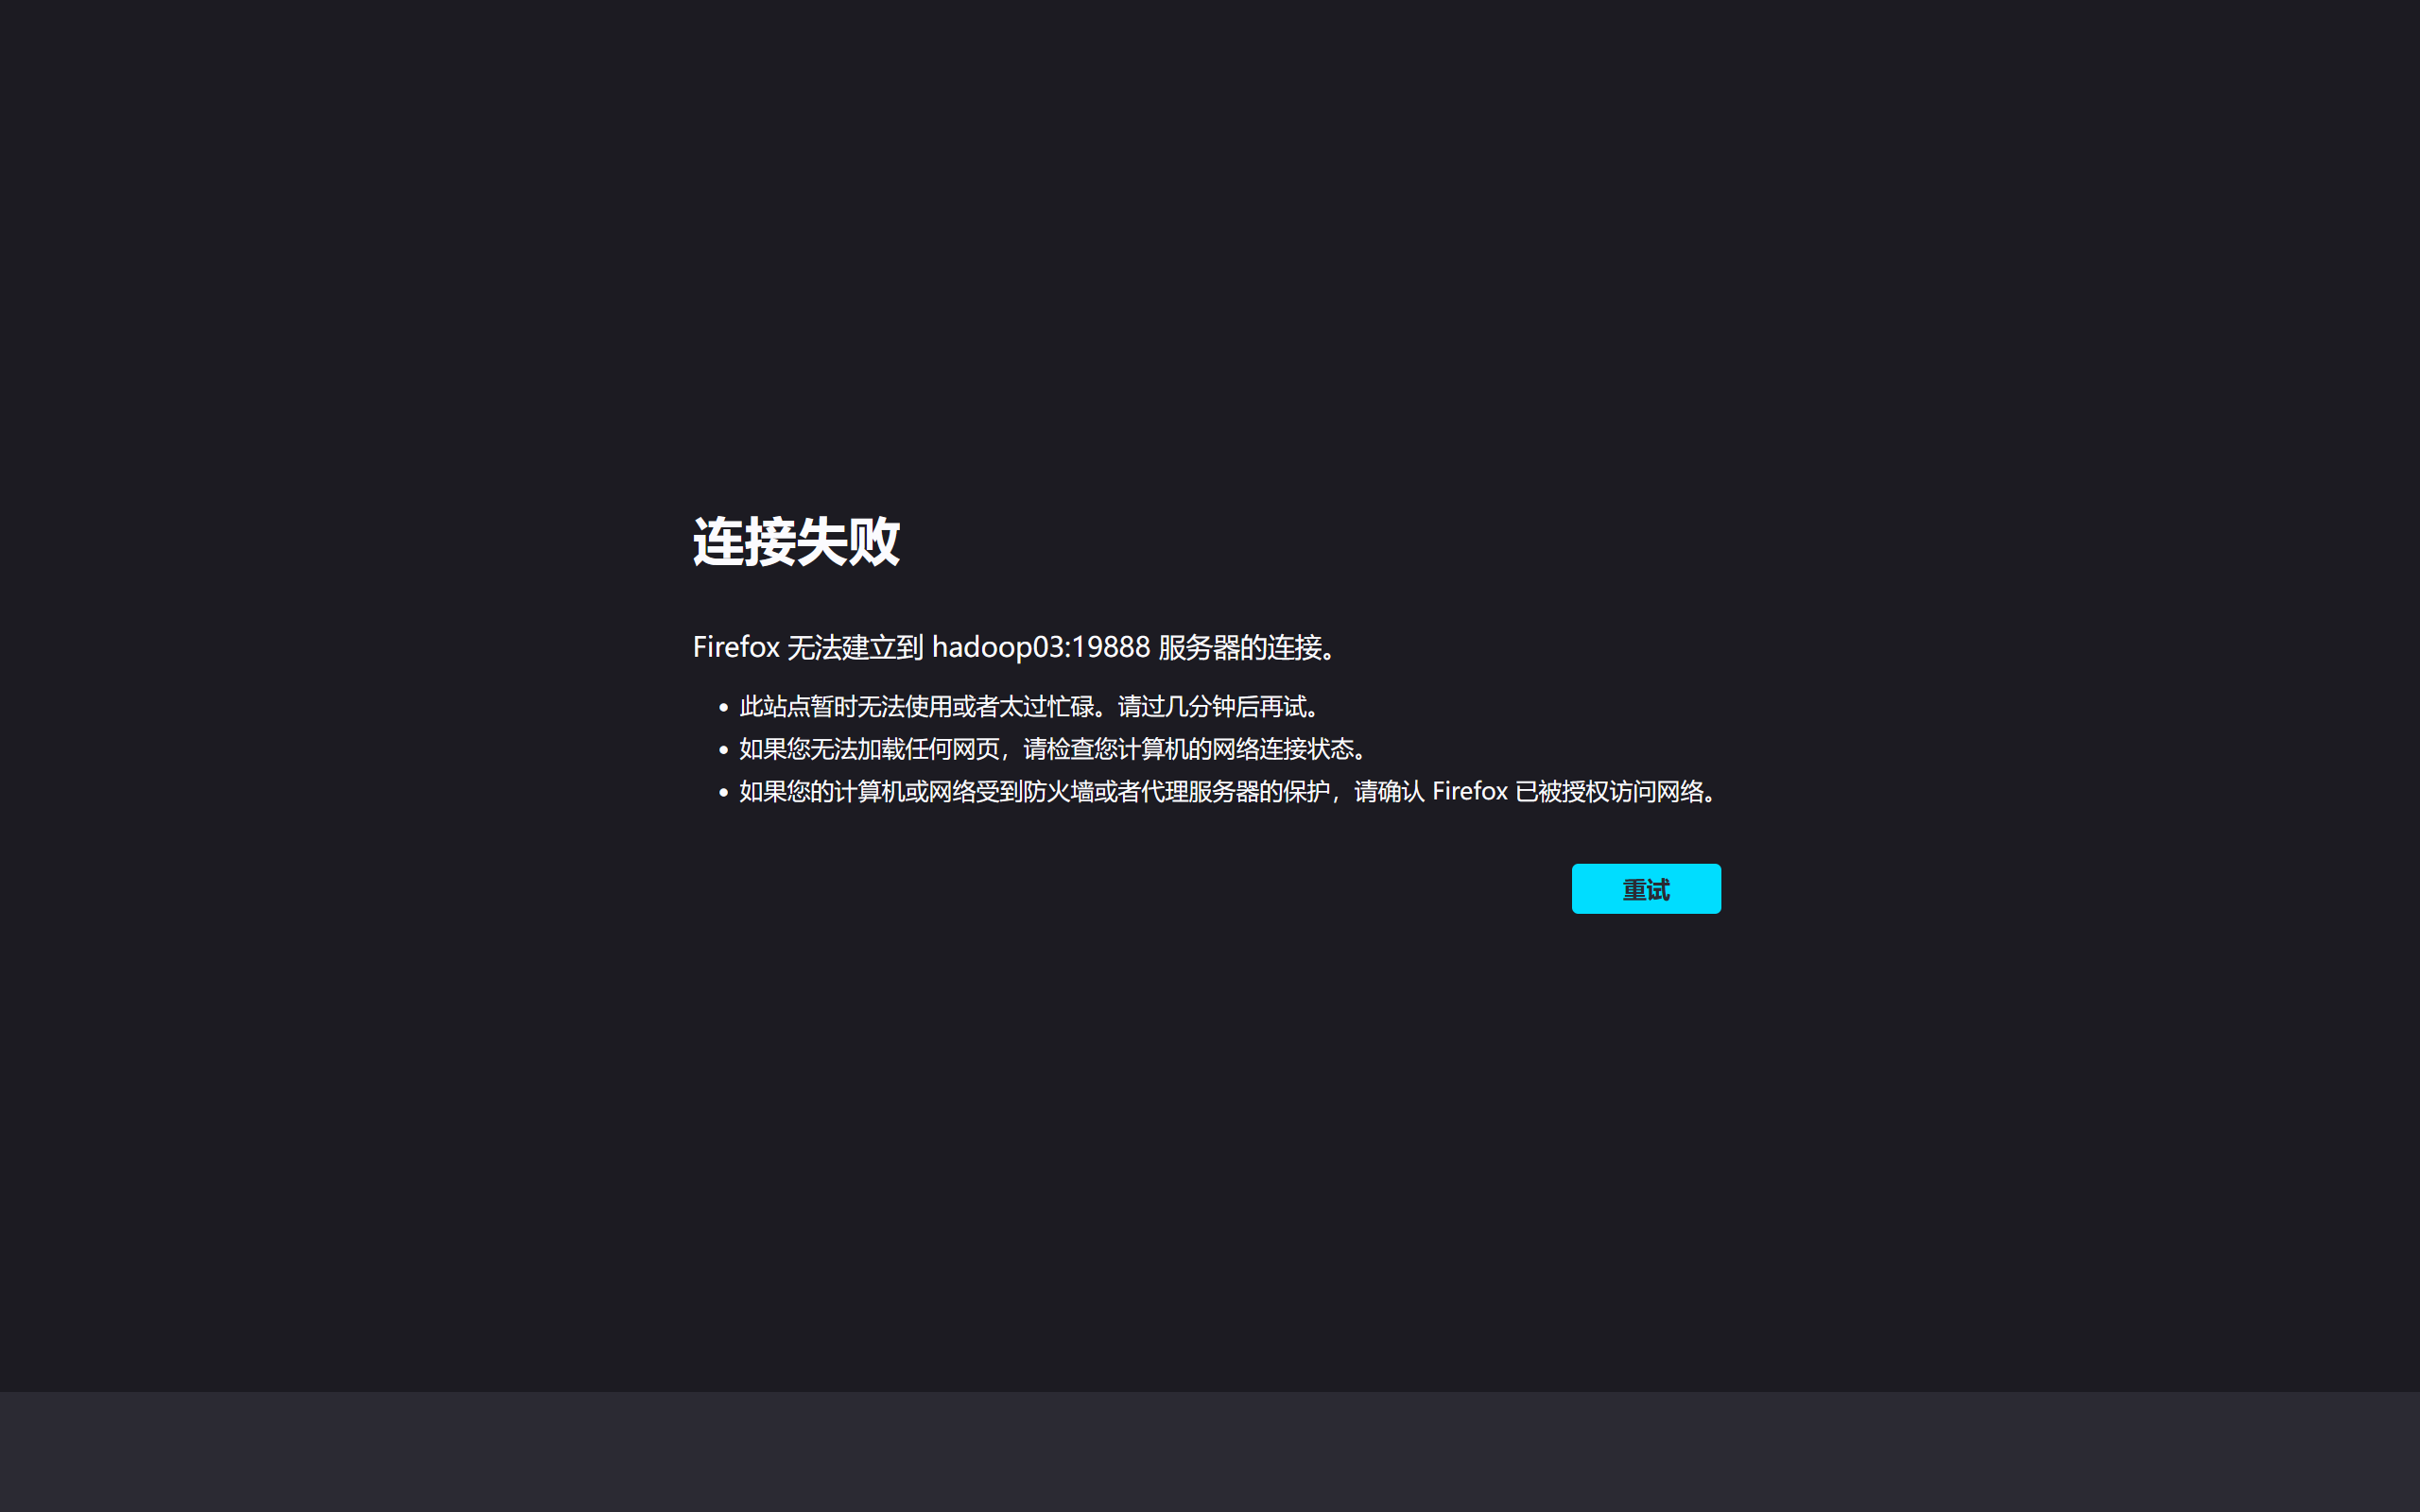 连接失败
Firefox 无法建立到 hadoop03:19888 服务器的连接。
• 此站点暂时无法使用或者太过忙碌。请过几分钟后再试。
• 如果您无法加载任何网页，请检查您计算机的网络连接状态。
• 如果您的计算机或网络受到防火墙或者代理服务器的保护，请确认 Firefox 已被授权访问网络。
重试